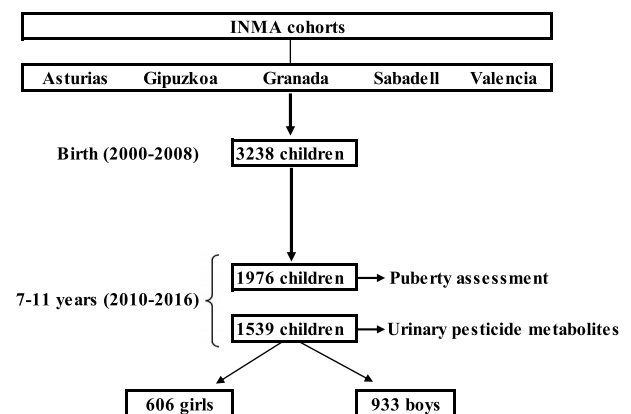 INMA cohorts
Asturias Gipuzkoa Granada Sabadell Valencia
Birth (2000-2008) 3238 children
1976 children Puberty assessment
7-11 years (2010-2016)
1539 children Urinary pesticide metabolites
606 girls 933 boys